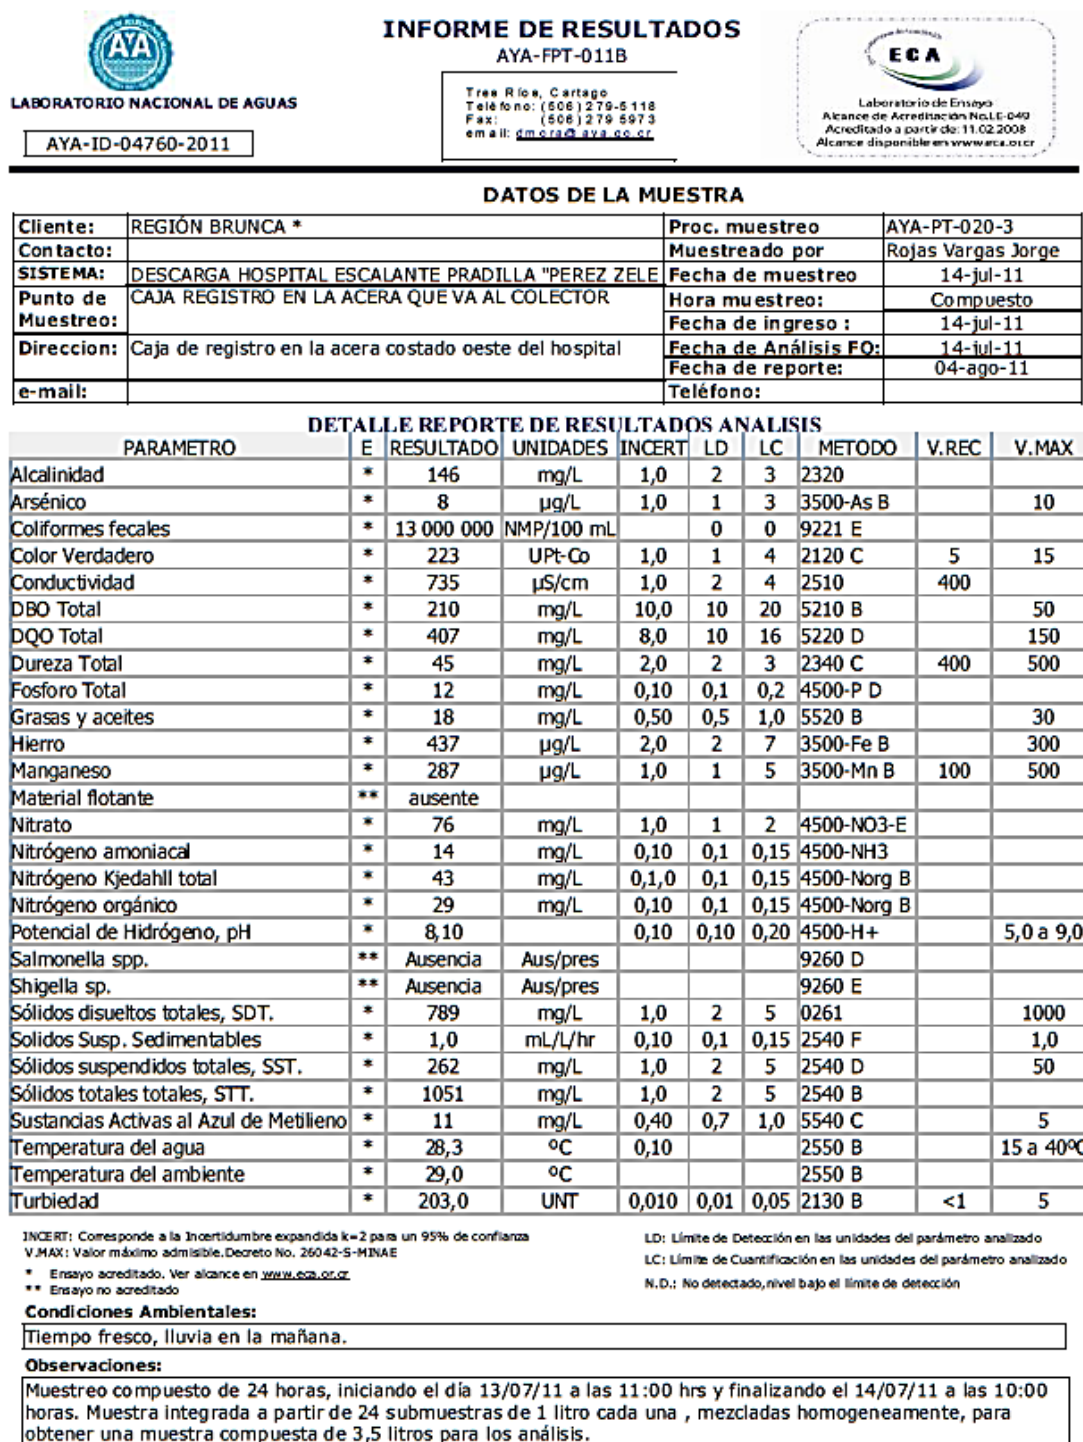 INFORME DE RESULTADOS
AYA-FPT-011B
AYA
LABORATORIO NACIONAL DE AGUAS
AYA-ID-04760-2011
Tres Ríos, Cartago
Teléfono: (506) 279-5118
Fax: (506) 279 5973
email: dmora@aya.go.cr
ECA
Laboratorio de Ensayo
Alcance de Acreditación No.LE-049
Acreditado a partir de: 11.02.2008
Alcance disponible en www.eca.or.cr
DATOS DE LA MUESTRA
Cliente: REGIÓN BRUNCA * Proc. muestreo AYA-PT-020-3
Contacto: Muestreado por Rojas Vargas Jorge
SISTEMA: DESCARGA HOSPITAL ESCALANTE PRADILLA "PEREZ ZELE Fecha de muestreo 14-jul-11
Punto de Muestreo: CAJA REGISTRO EN LA ACERA QUE VA AL COLECTOR Hora muestreo: Compuesto
Fecha de ingreso : 14-jul-11
Direccion: Caja de registro en la acera costado oeste del hospital Fecha de Análisis FQ: 14-jul-11
Fecha de reporte: 04-ago-11
e-mail: Teléfono:
DETALLE REPORTE DE RESULTADOS ANALISIS
PARAMETRO E RESULTADO UNIDADES INCERT LD LC METODO V.REC V.MAX
Alcalinidad * 146 mg/L 1,0 2 3 2320
Arsénico * 8 µg/L 1,0 1 3 3500-As B 10
Coliformes fecales * 13 000 000 NMP/100 mL 0 0 9221 E
Color Verdadero * 223 UPt-Co 1,0 1 4 2120 C 5 15
Conductividad * 735 µS/cm 1,0 2 4 2510 400
DBO Total * 210 mg/L 10,0 10 20 5210 B 50
DQO Total * 407 mg/L 8,0 10 16 5220 D 150
Dureza Total * 45 mg/L 2,0 2 3 2340 C 400 500
Fosforo Total * 12 mg/L 0,10 0,1 0,2 4500-P D
Grasas y aceites * 18 mg/L 0,50 0,5 1,0 5520 B 30
Hierro * 437 µg/L 2,0 2 7 3500-Fe B 300
Manganeso * 287 µg/L 1,0 1 5 3500-Mn B 100 500
Material flotante ** ausente
Nitrato * 76 mg/L 1,0 1 2 4500-NO3-E
Nitrógeno amoniacal * 14 mg/L 0,10 0,1 0,15 4500-NH3
Nitrógeno Kjedahll total * 43 mg/L 0,1,0 0,1 0,15 4500-Norg B
Nitrógeno orgánico * 29 mg/L 0,10 0,1 0,15 4500-Norg B
Potencial de Hidrógeno, pH * 8,10 0,10 0,10 0,20 4500-H+ 5,0 a 9,0
Salmonella spp. ** Ausencia Aus/pres 9260 D
Shigella sp. ** Ausencia Aus/pres 9260 E
Sólidos disueltos totales, SDT. * 789 mg/L 1,0 2 5 0261 1000
Solidos Susp. Sedimentables * 1,0 mL/L/hr 0,10 0,1 0,15 2540 F 1,0
Sólidos suspendidos totales, SST. * 262 mg/L 1,0 2 5 2540 D 50
Sólidos totales totales, STT. * 1051 mg/L 1,0 2 5 2540 B
Sustancias Activas al Azul de Metilieno * 11 mg/L 0,40 0,7 1,0 5540 C 5
Temperatura del agua * 28,3 ºC 0,10 2550 B 15 a 40ºC
Temperatura del ambiente * 29,0 ºC 2550 B
Turbiedad * 203,0 UNT 0,010 0,01 0,05 2130 B <1 5
INCERT: Corresponde a la Incertidumbre expandida k=2 para un 95% de confianza
V.MAX: Valor máximo admisible.Decreto No. 26042-S-MINAE
* Ensayo acreditado. Ver alcance en www.eca.or.cr
** Ensayo no acreditado
LD: Límite de Detección en las unidades del parámetro analizado
LC: Límite de Cuantificación en las unidades del parámetro analizado
N.D.: No detectado,nivel bajo el límite de detección
Condiciones Ambientales:
Tiempo fresco, lluvia en la mañana.
Observaciones:
Muestreo compuesto de 24 horas, iniciando el día 13/07/11 a las 11:00 hrs y finalizando el 14/07/11 a las 10:00
horas. Muestra integrada a partir de 24 submuestras de 1 litro cada una , mezcladas homogeneamente, para
obtener una muestra compuesta de 3,5 litros para los análisis.